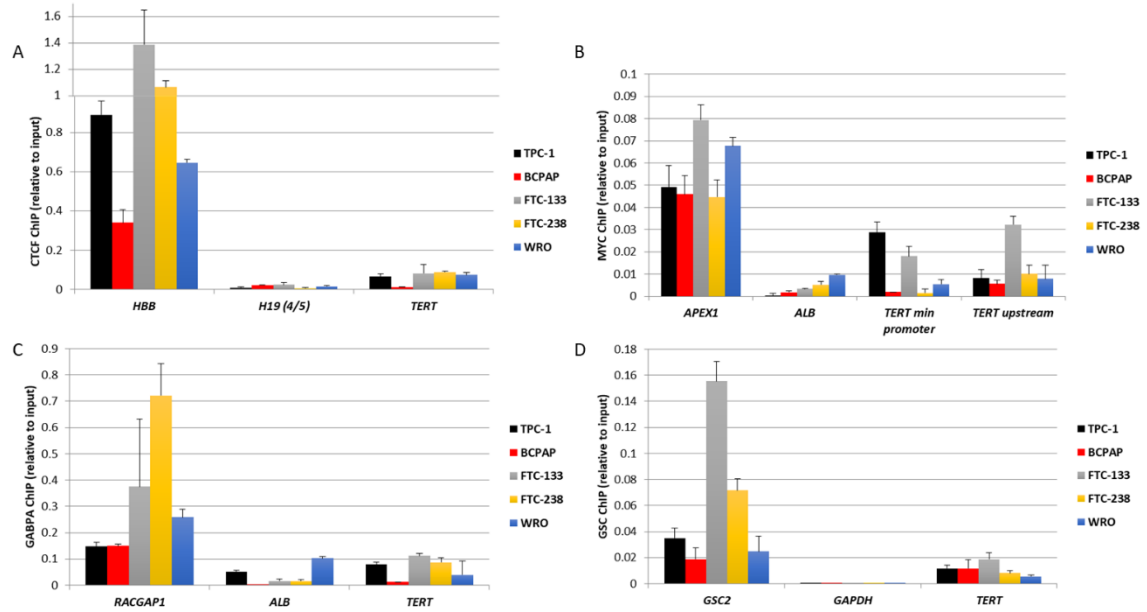 A
CTCF ChIP (relative to input)
1.6
1.4
1.2
1
0.8
0.6
0.4
0.2
0
HBB H19 (4/5) TERT
TPC-1
BCPAP
FTC-133
FTC-238
WRO
B
MYC ChIP (relative to input)
0.1
0.09
0.08
0.07
0.06
0.05
0.04
0.03
0.02
0.01
0
APEX1 ALB TERT min TERT upstream
promoter
TPC-1
BCPAP
FTC-133
FTC-238
WRO
C
GABPA ChIP (relative to input)
0.9
0.8
0.7
0.6
0.5
0.4
0.3
0.2
0.1
0
RACGAP1 ALB TERT
TPC-1
BCPAP
FTC-133
FTC-238
WRO
D
GSC ChIP (relative to input)
0.18
0.16
0.14
0.12
0.1
0.08
0.06
0.04
0.02
0
GSC2 GAPDH TERT
TPC-1
BCPAP
FTC-133
FTC-238
WRO